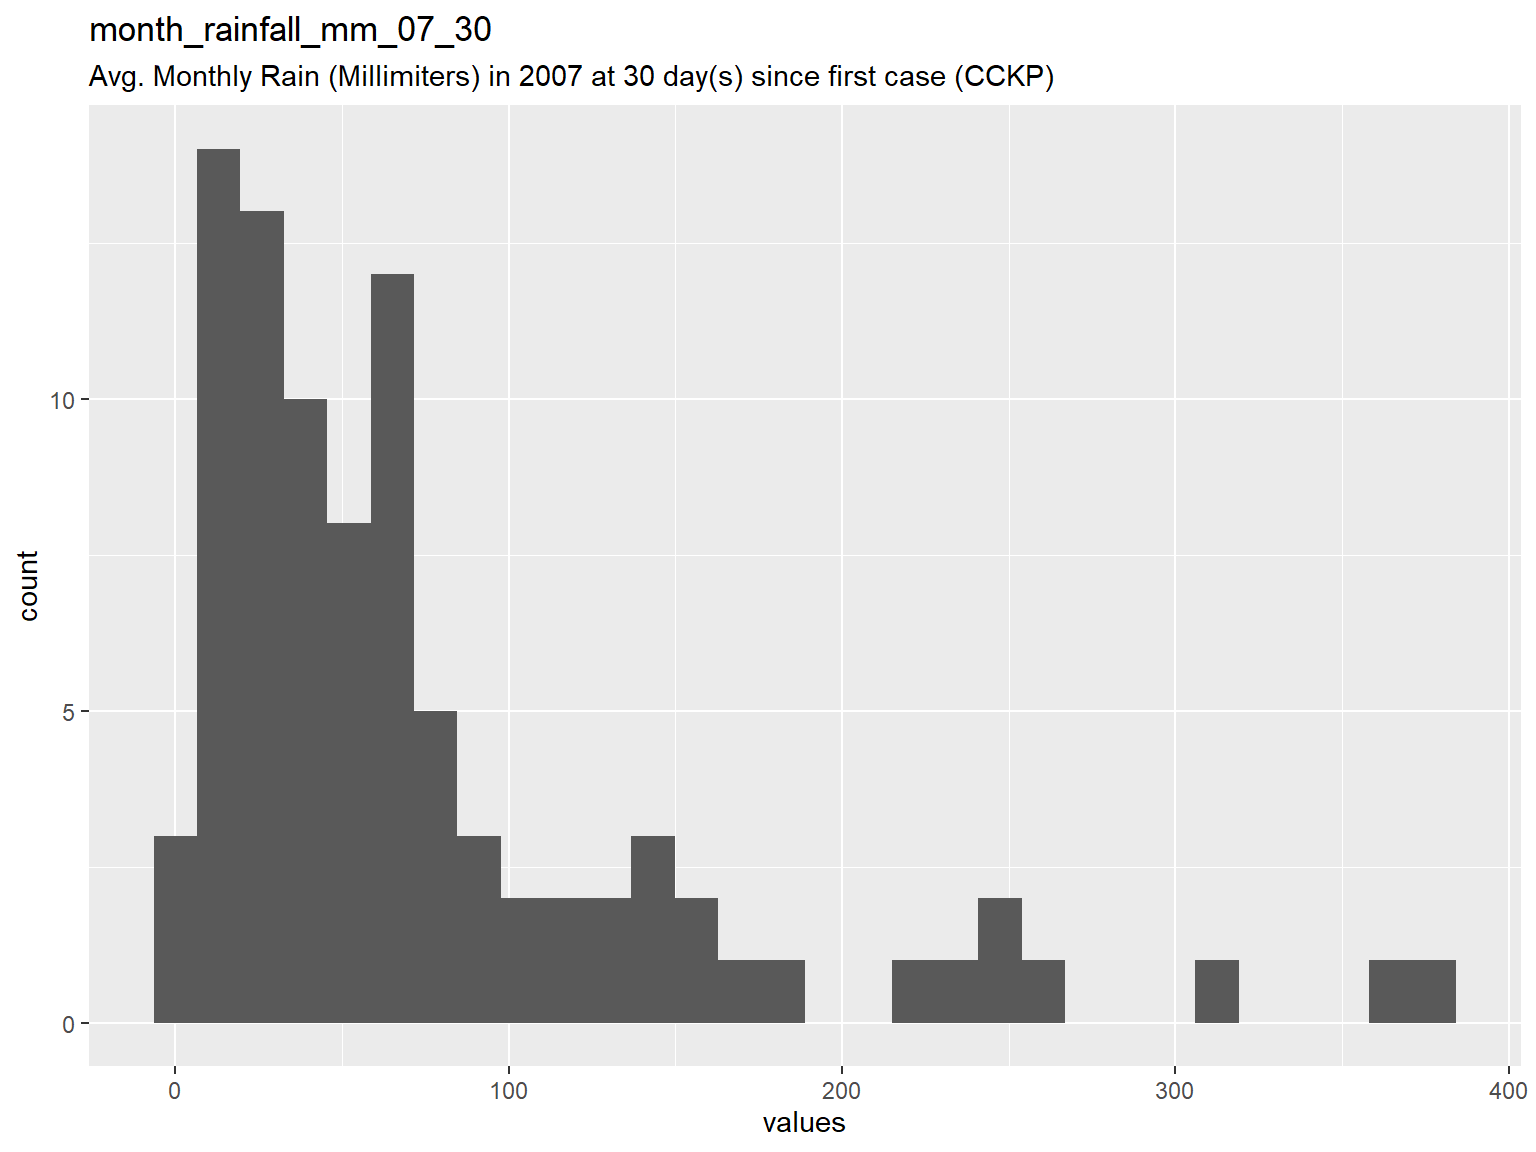 month_rainfall_mm_07_30
Avg. Monthly Rain (Millimiters) in 2007 at 30 day(s) since first case (CCKP)
10
5
0
count
0 100 200 300 400
values